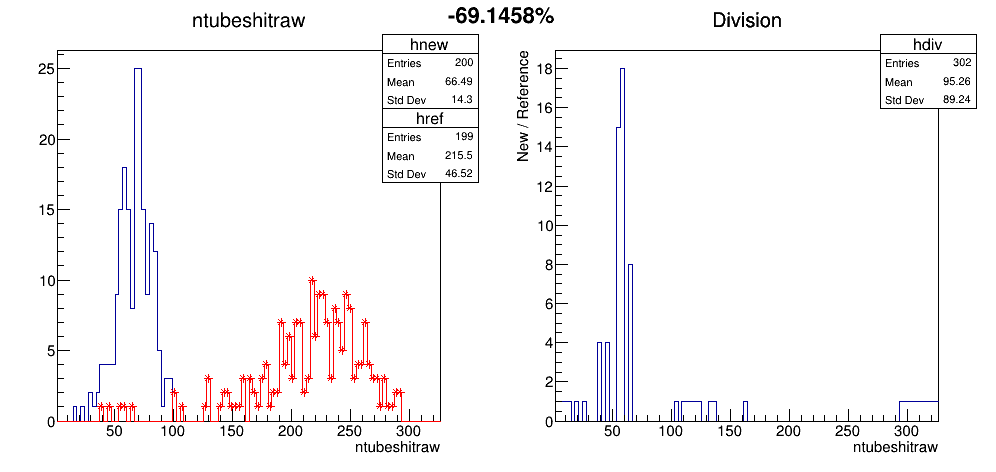 -69.1458%
ntubeshitraw
hnew
Entries 200
Mean 66.49
Std Dev 14.3
href
Entries 199
Mean 215.5
Std Dev 46.52
25
20
15
10
5
0
50 100 150 200 250 300
ntubeshitraw
Division
hdiv
Entries 302
Mean 95.26
Std Dev 89.24
New / Reference
18
16
14
12
10
8
6
4
2
0
50 100 150 200 250 300
ntubeshitraw